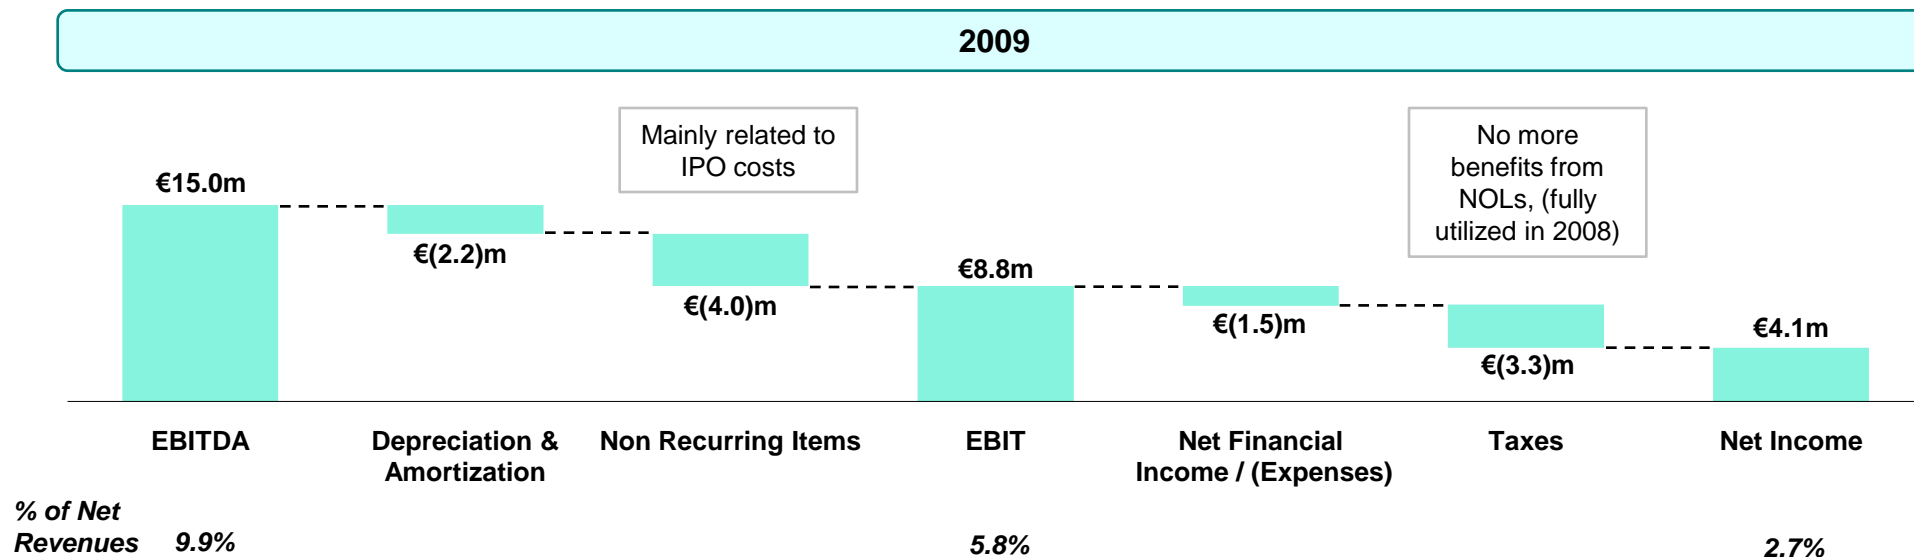 2009
Mainly related to
IPO costs
No more
benefits from
NOLs, (fully
utilized in 2008)
€15.0m
€(2.2)m
€(4.0)m
€8.8m
€(1.5)m
€(3.3)m
€4.1m
EBITDA
Depreciation &
Amortization
Non Recurring Items
EBIT
Net Financial
Income / (Expenses)
Taxes
Net Income
% of Net
Revenues
9.9%
5.8%
2.7%